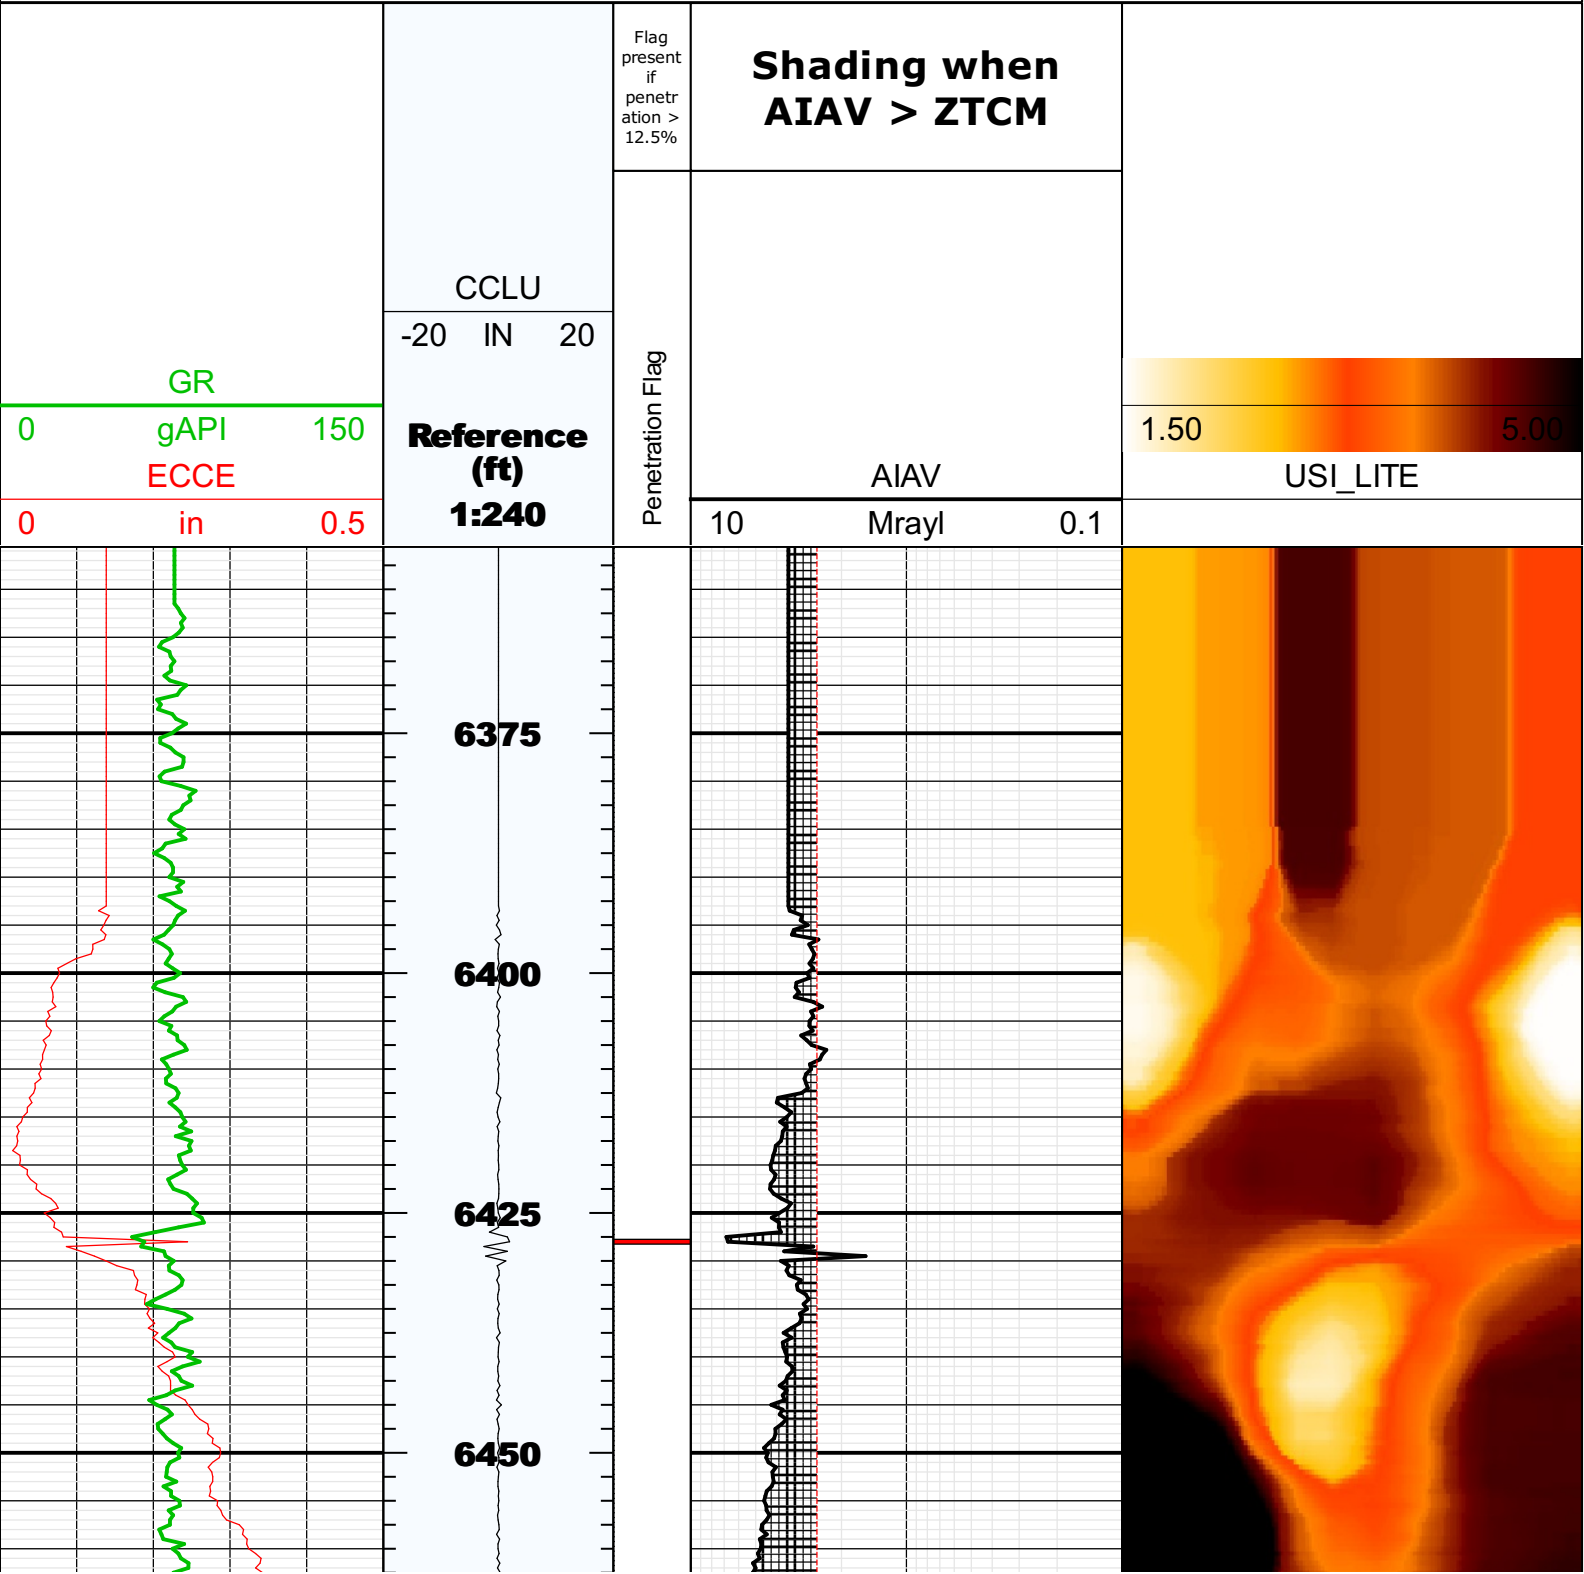 Flag
present
if
penetr
ation >
12.5%
Shading when
AIAV > ZTCM
CCLU
-20 IN 20
GR
0 gAPI 150
ECCE
0 in 0.5
Reference
(ft)
1:240
Penetration Flag
AIAV
10 Mrayl 0.1
1.50 5.00
USI_LITE
6375
6400
6425
6450